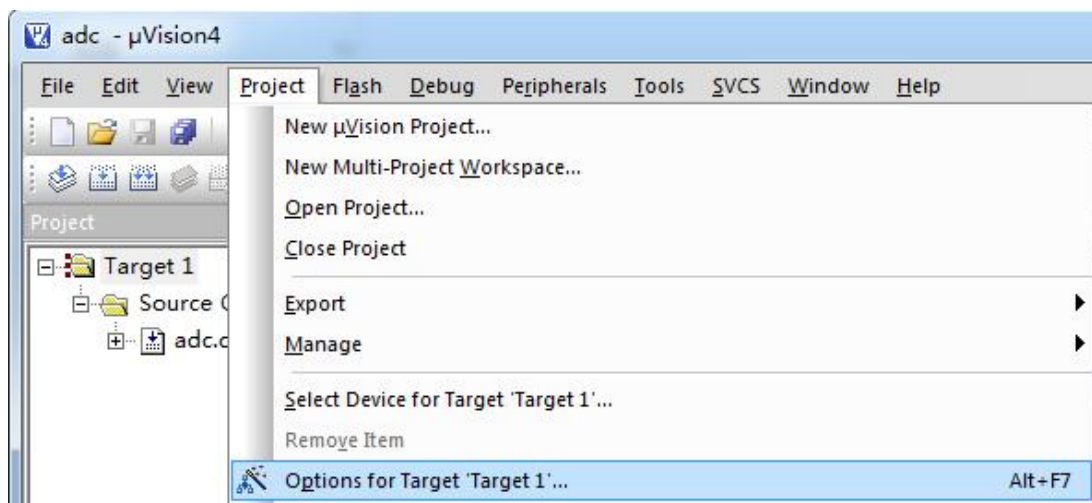 adc - µVision4
File Edit View Project Flash Debug Peripherals Tools SVCS Window Help
New µVision Project...
New Multi-Project Workspace...
Open Project...
Close Project
Project
Target 1
Source
adc.c
Export
Manage
Select Device for Target 'Target 1'...
Remove Item
Options for Target 'Target 1'... Alt+F7